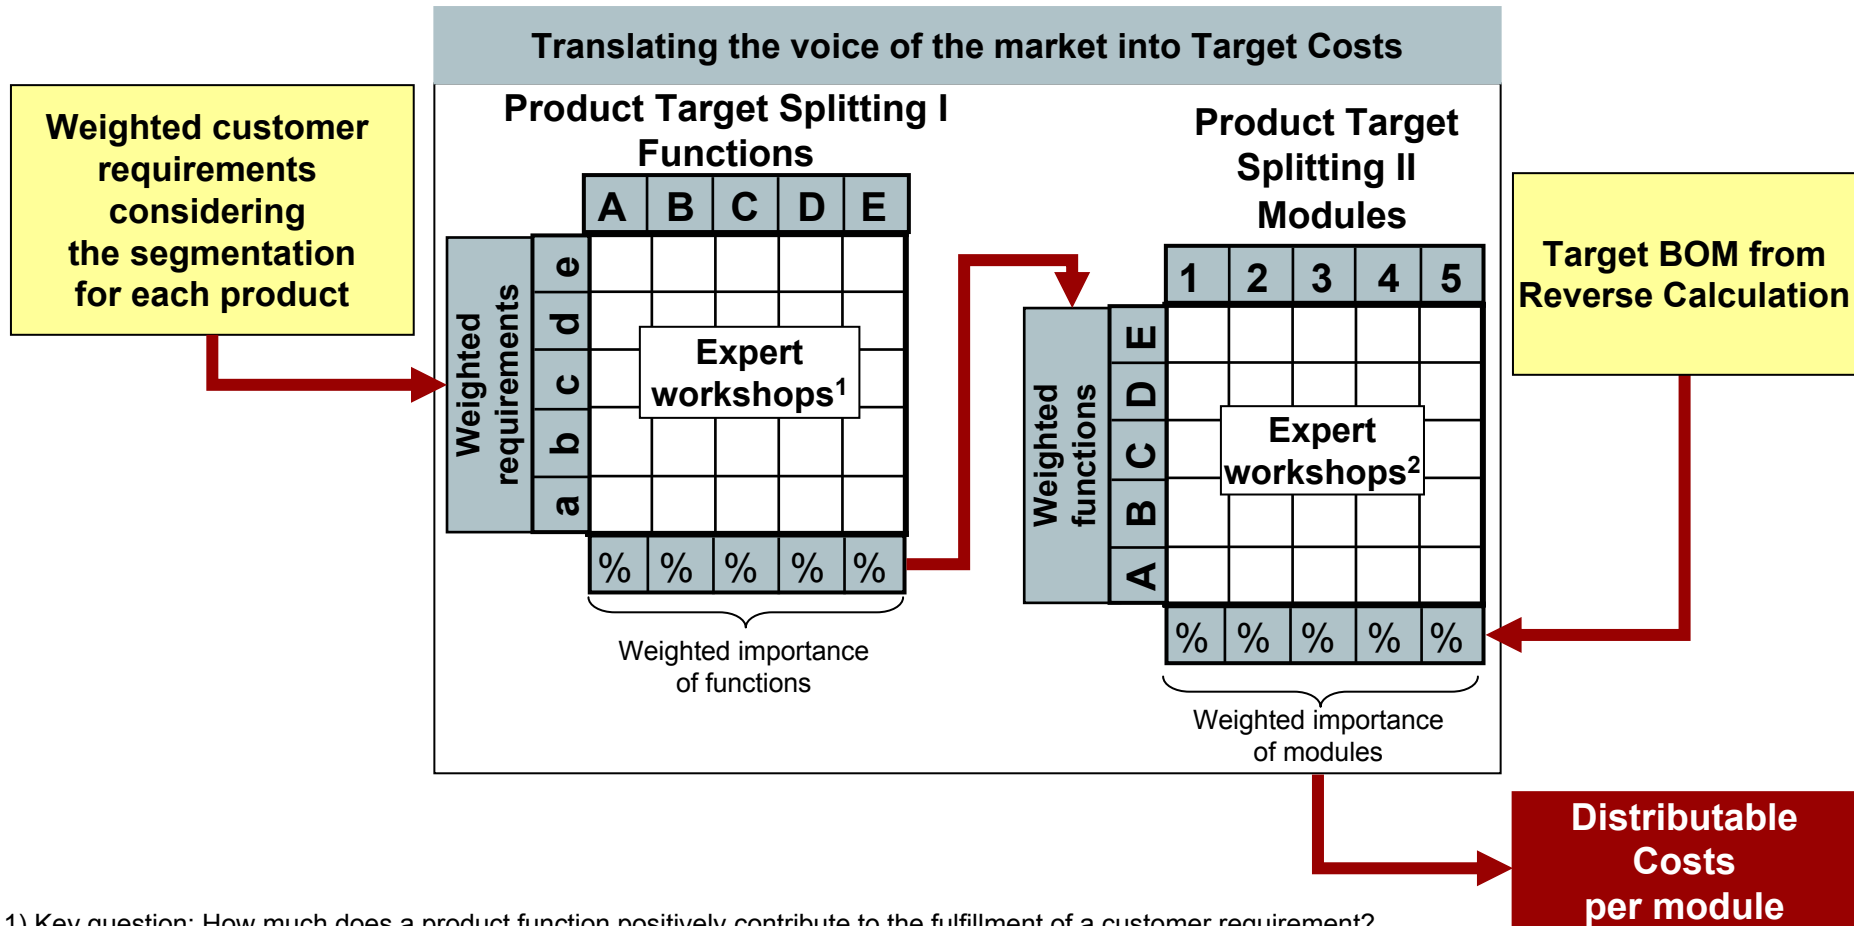 Translating the voice of the market into Target Costs
Weighted customer
requirements
considering
the segmentation
for each product
Product Target Splitting I
Functions
A B C D E
Weighted
requirements
e
d
c
b
a
Expert
workshops¹
% % % % %
Weighted importance
of functions
Product Target
Splitting II
Modules
1 2 3 4 5
Weighted
functions
E
D
C
B
A
Expert
workshops²
% % % % %
Weighted importance
of modules
Target BOM from
Reverse Calculation
Distributable
Costs
per module
1) Key question: How much does a product function positively contribute to the fulfillment of a customer requirement?